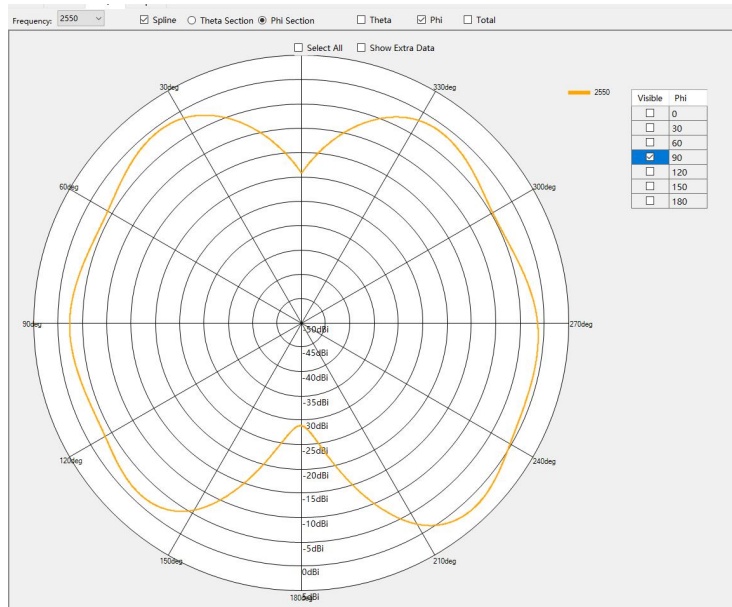 Frequency: 2550 Spline Theta Section Phi Section Theta Phi Total
Select All Show Extra Data
30deg 330deg
2550
Visible Phi
0
30
60
90
120
150
180
60deg 300deg
90deg 270deg
-50dBi
-45dBi
-40dBi
-35dBi
-30dBi
-25dBi
120deg 240deg
-20dBi
-15dBi
-10dBi
-5dBi
150deg 210deg
0dBi
180deg 5dBi